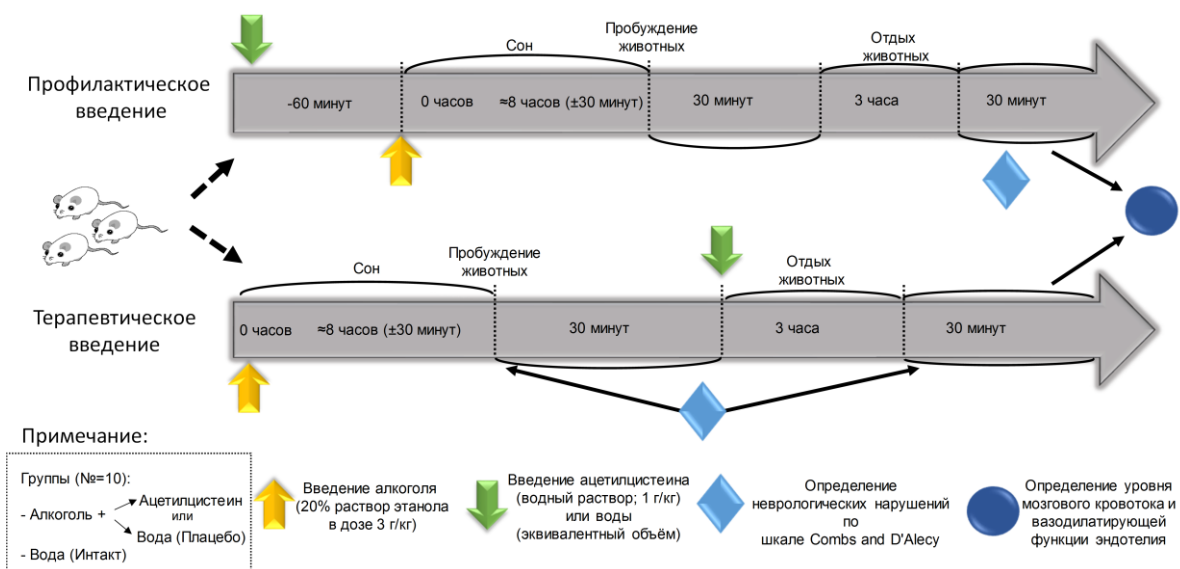 Пробуждение
животных
Отдых
животных
Сон
Профилактическое
введение
-60 минут
0 часов
≈8 часов (±30 минут)
30 минут
3 часа
30 минут
Пробуждение
животных
Отдых
животных
Сон
Терапевтическое
введение
0 часов
≈8 часов (±30 минут)
30 минут
3 часа
30 минут
Примечание:
Группы (№=10):
- Алкоголь +
Ацетилцистеин
или
Вода (Плацебо)
- Вода (Интакт)
Введение алкоголя
(20% раствор этанола
в дозе 3 г/кг)
Введение ацетилцистеина
(водный раствор; 1 г/кг)
или воды
(эквивалентный объём)
Определение
неврологических нарушений
по
шкале Combs and D'Alecy
Определение уровня
мозгового кровотока и
вазодилатирующей
функции эндотелия